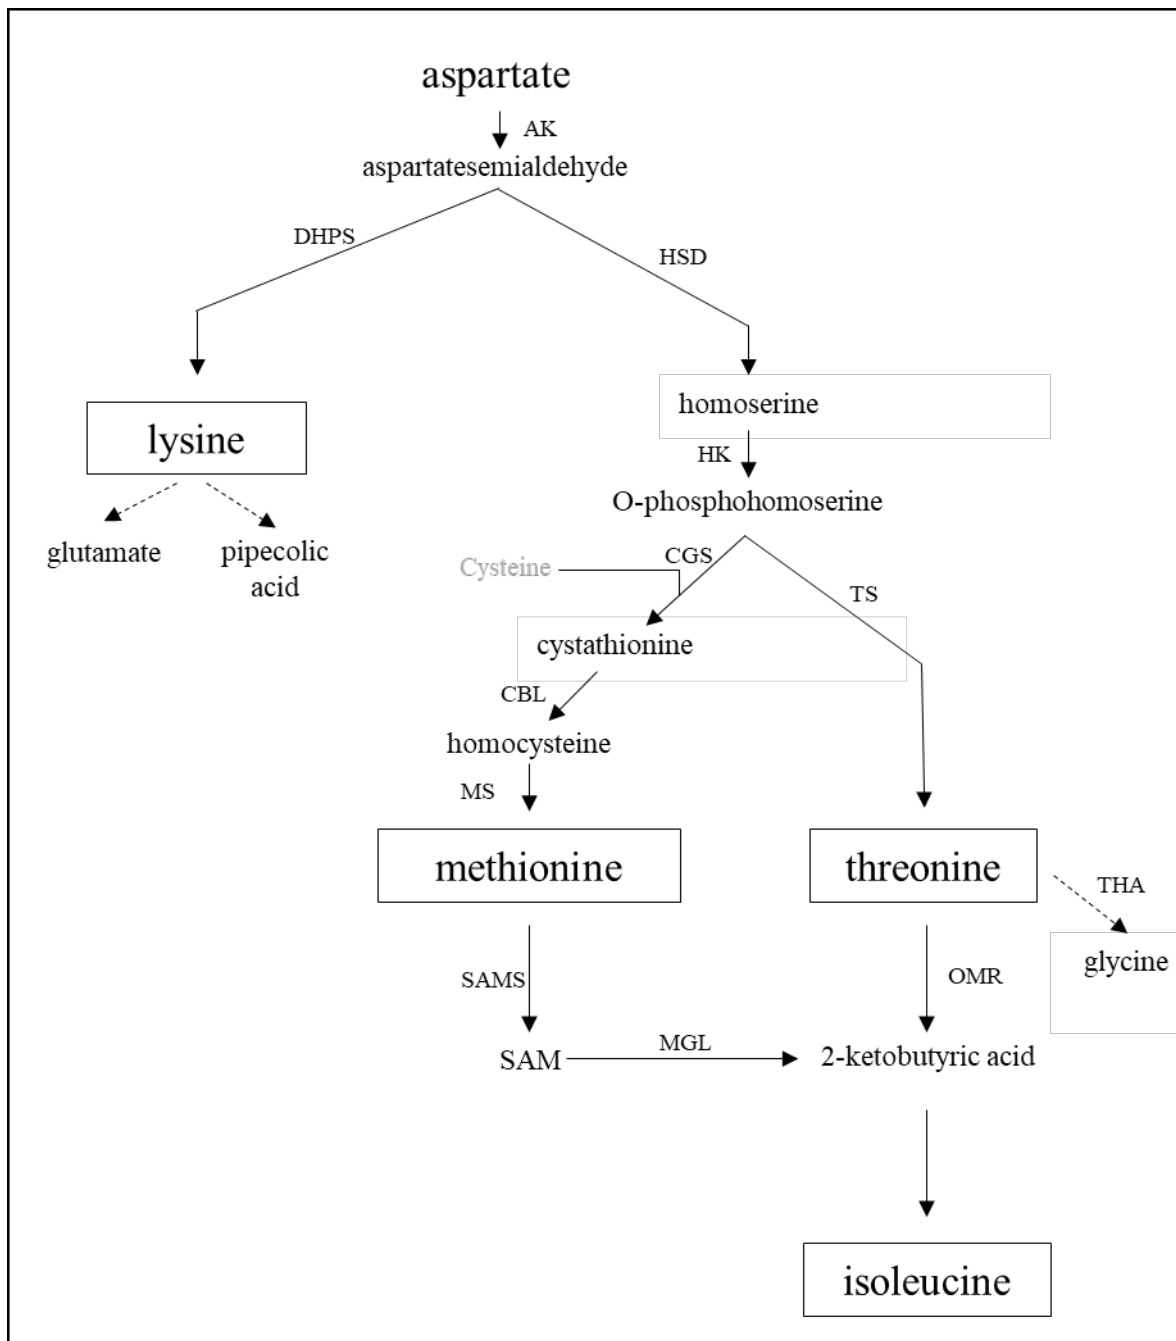 aspartate
AK
aspartatesemialdehyde
DHPS
HSD
homoserine
lysine
HK
O-phosphohomoserine
glutamate
pipecolic
acid
Cysteine
CGS
TS
cystathionine
CBL
homocysteine
MS
methionine
threonine
THA
glycine
SAMS
OMR
SAM
MGL
2-ketobutyric acid
isoleucine